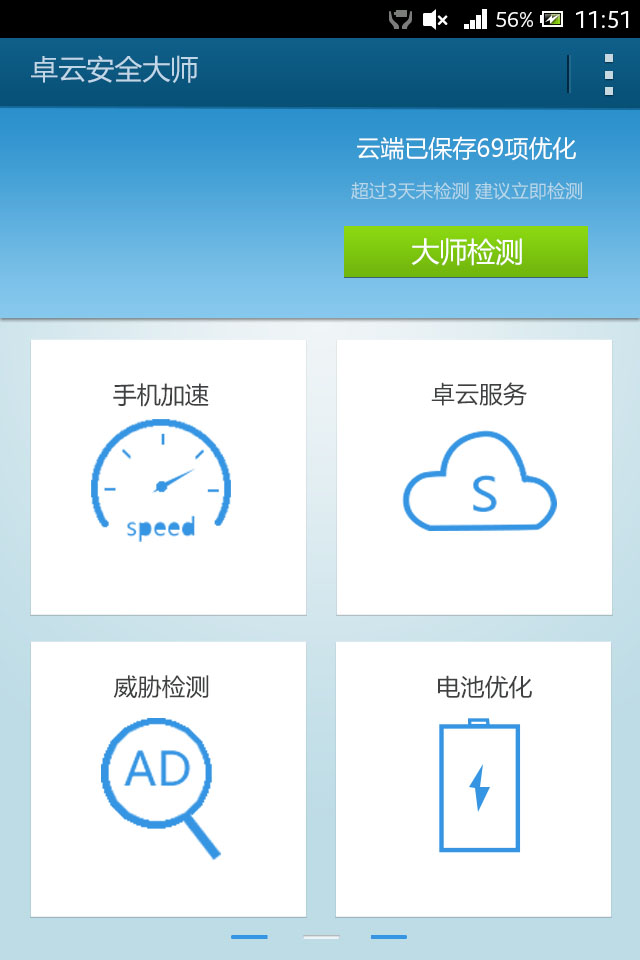 56% 11:51
卓云安全大师
云端已保存69项优化
超过3天未检测 建议立即检测
大师检测
手机加速
卓云服务
speed
S
威胁检测
电池优化
AD